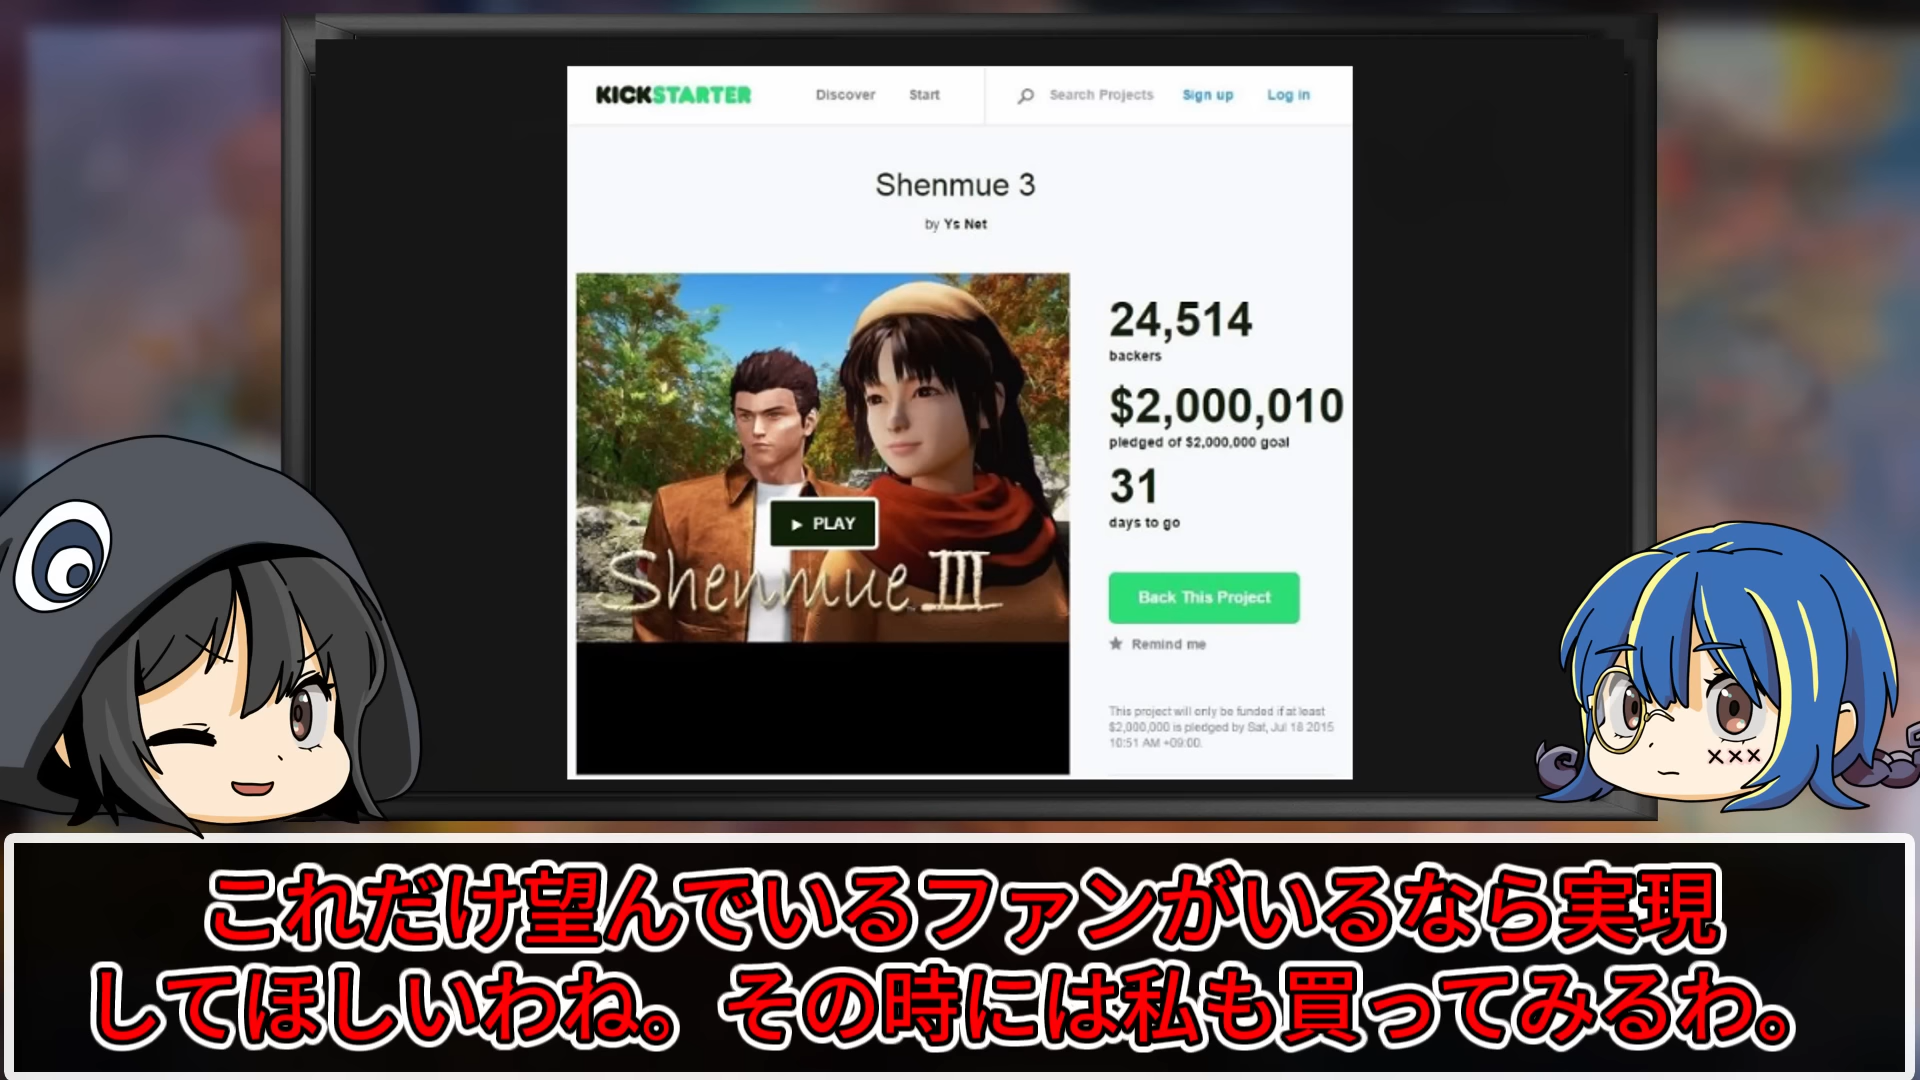 KICKSTARTER
Discover Start Search Projects Sign up Log in
Shenmue 3
by Ys Net
24,514
backers
$2,000,010
pledged of $2,000,000 goal
31
days to go
PLAY
Shenmue III
Back This Project
Remind me
This project will only be funded if at least
$2,000,000 is pledged by Sat, Jul 18 2015
10:51 AM +09:00.
×××
これだけ望んでいるファンがいるなら実現
してほしいわね。その時には私も買ってみるわ。